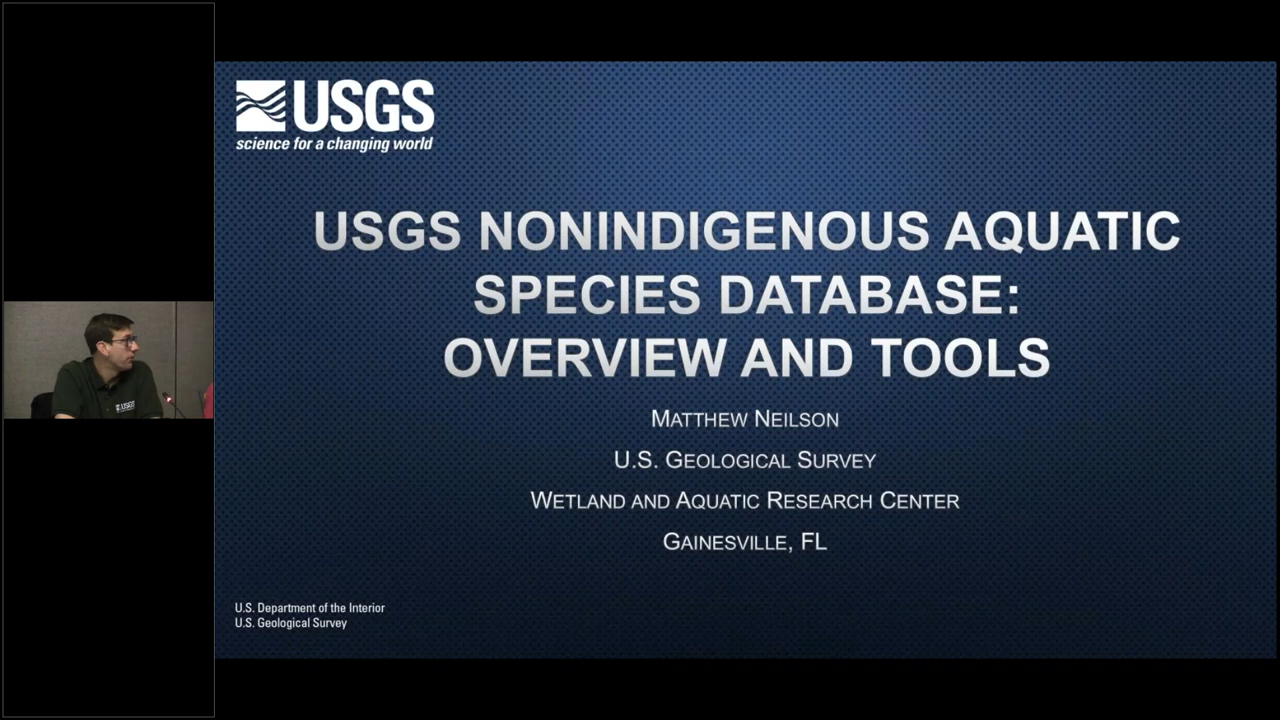 USGS
science for a changing world
USGS NONINDIGENOUS AQUATIC
SPECIES DATABASE:
OVERVIEW AND TOOLS
MATTHEW NEILSON
U.S. GEOLOGICAL SURVEY
WETLAND AND AQUATIC RESEARCH CENTER
GAINESVILLE, FL
U.S. Department of the Interior
U.S. Geological Survey
USGS